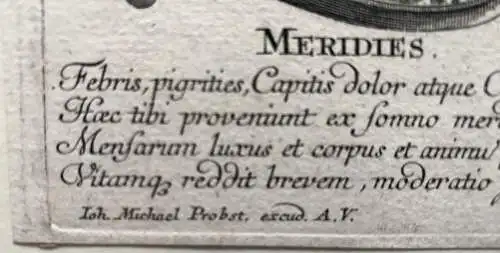 MERIDIES.
Febris, pigrities, Capitis dolor atque C
Hæc tibi proveniunt ex somno mer
Mensarum luxus et corpus et animu
Vitamq3 reddit brevem, moderatio
Ioh. Michael Probst, excud. A.V.